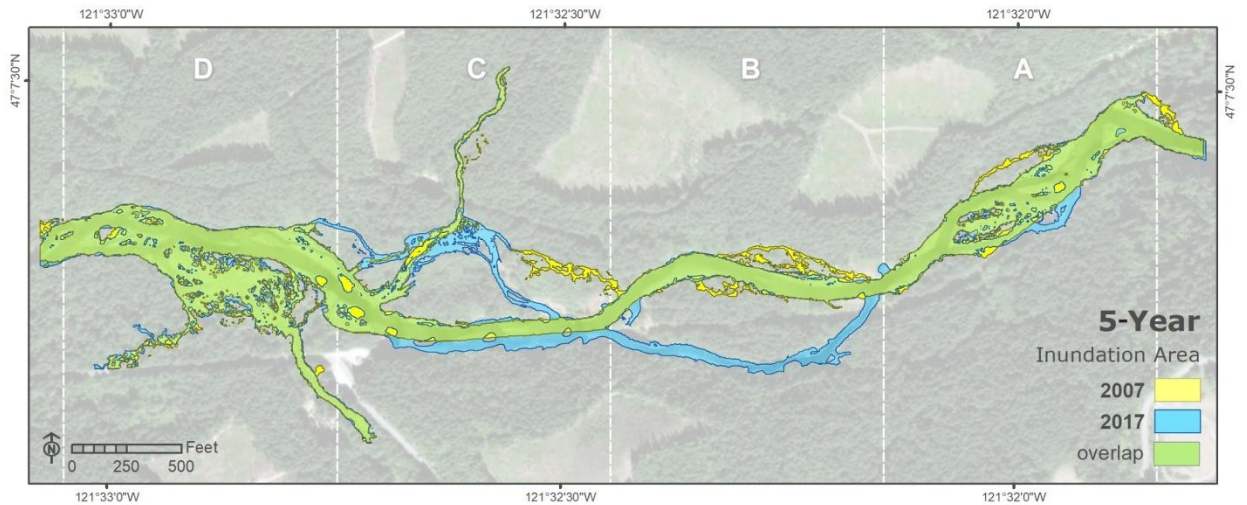 121°33'0"W 121°32'30"W 121°32'0"W
47°7'30"N 47°7'30"N
D C B A
5-Year
Inundation Area
2007
2017
overlap
N Feet
0 250 500
121°33'0"W 121°32'30"W 121°32'0"W